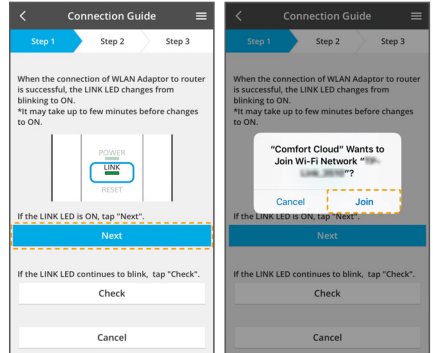 Connection Guide
Step 1
Step 2
Step 3
When the connection of WLAN Adaptor to router
is successful, the LINK LED changes from
blinking to ON.
*It may take up to few minutes before changes
to ON.
POWER
LINK
RESET
If the LINK LED is ON, tap "Next".
Next
If the LINK LED continues to blink, tap "Check".
Check
Cancel
Connection Guide
Step 1
Step 2
Step 3
When the connection of WLAN Adaptor to router
is successful, the LINK LED changes from
blinking to ON.
*It may take up to few minutes before changes
to ON.
"Comfort Cloud" Wants to
Join Wi-Fi Network "
"?
Cancel
Join
If the LINK LED is ON, tap "Next".
Next
If the LINK LED continues to blink, tap "Check".
Check
Cancel